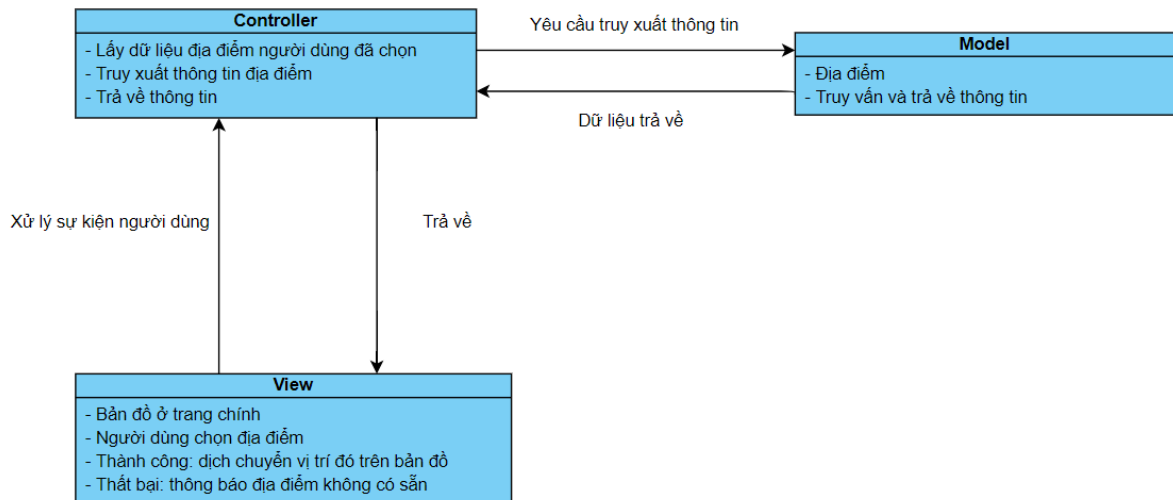 Controller
- Lấy dữ liệu địa điểm người dùng đã chọn
- Truy xuất thông tin địa điểm
- Trả về thông tin
Yêu cầu truy xuất thông tin
Model
- Địa điểm
- Truy vấn và trả về thông tin
Dữ liệu trả về
Xử lý sự kiện người dùng
Trả về
View
- Bản đồ ở trang chính
- Người dùng chọn địa điểm
- Thành công: dịch chuyển vị trí đó trên bản đồ
- Thất bại: thông báo địa điểm không có sẵn